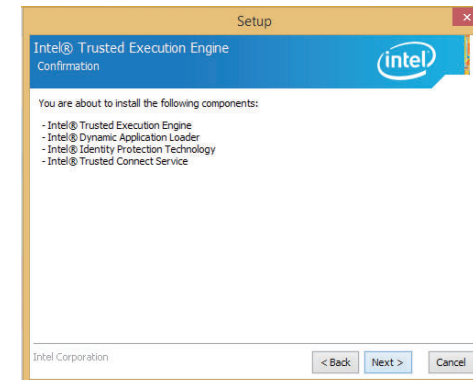 Setup
Intel® Trusted Execution Engine
Confirmation
intel
You are about to install the following components:
- Intel® Trusted Execution Engine
- Intel® Dynamic Application Loader
- Intel® Identity Protection Technology
- Intel® Trusted Connect Service
Intel Corporation
< Back Next > Cancel